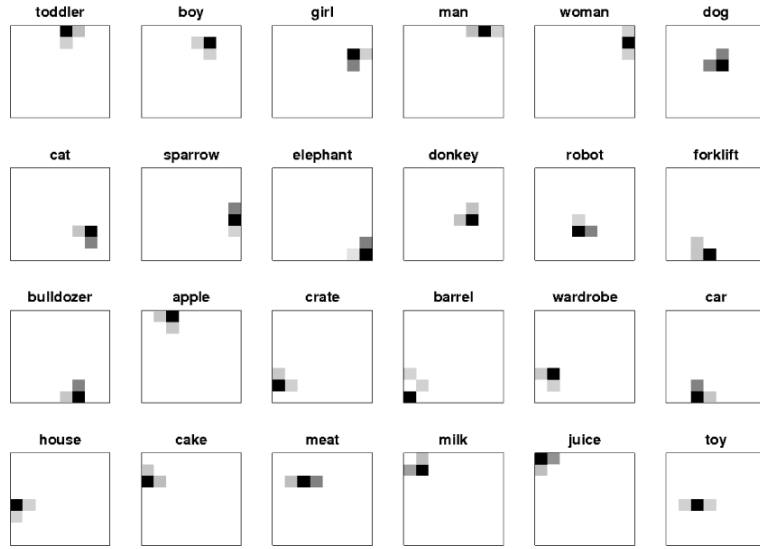 toddler boy girl man woman dog
cat sparrow elephant donkey robot forklift
bulldozer apple crate barrel wardrobe car
house cake meat milk juice toy